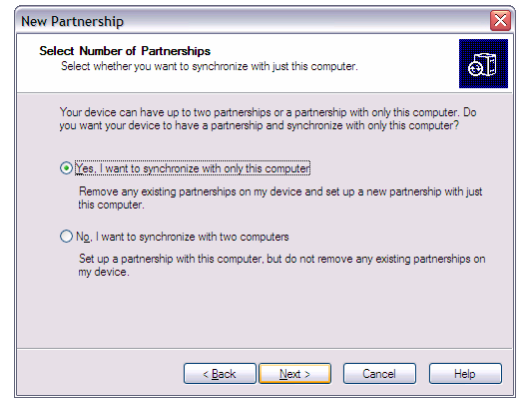 New Partnership
Select Number of Partnerships
Select whether you want to synchronize with just this computer.
Your device can have up to two partnerships or a partnership with only this computer. Do
you want your device to have a partnership and synchronize with only this computer?
Yes, I want to synchronize with only this computer
Remove any existing partnerships on my device and set up a new partnership with just
this computer.
No, I want to synchronize with two computers
Set up a partnership with this computer, but do not remove any existing partnerships on
my device.
< Back
Next >
Cancel
Help